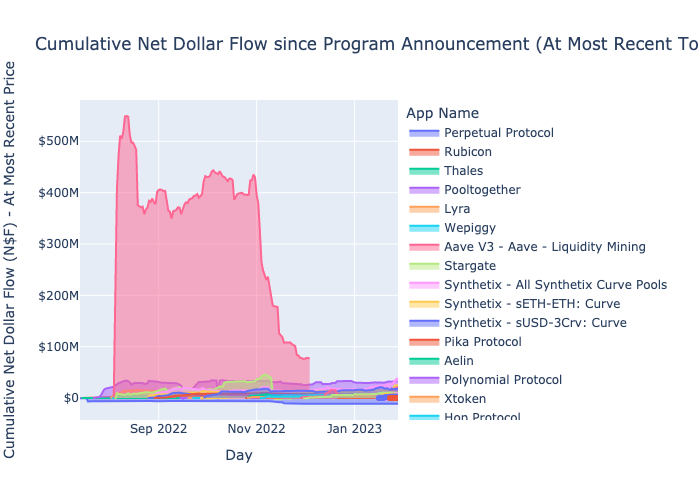 Cumulative Net Dollar Flow since Program Announcement (At Most Recent To
Cumulative Net Dollar Flow (N$F) - At Most Recent Price
$500M
$400M
$300M
$200M
$100M
$0
Sep 2022
Nov 2022
Jan 2023
Day
App Name
Perpetual Protocol
Rubicon
Thales
Pooltogether
Lyra
Wepiggy
Aave V3 - Aave - Liquidity Mining
Stargate
Synthetix - All Synthetix Curve Pools
Synthetix - sETH-ETH: Curve
Synthetix - sUSD-3Crv: Curve
Pika Protocol
Aelin
Polynomial Protocol
Xtoken
Hop Protocol